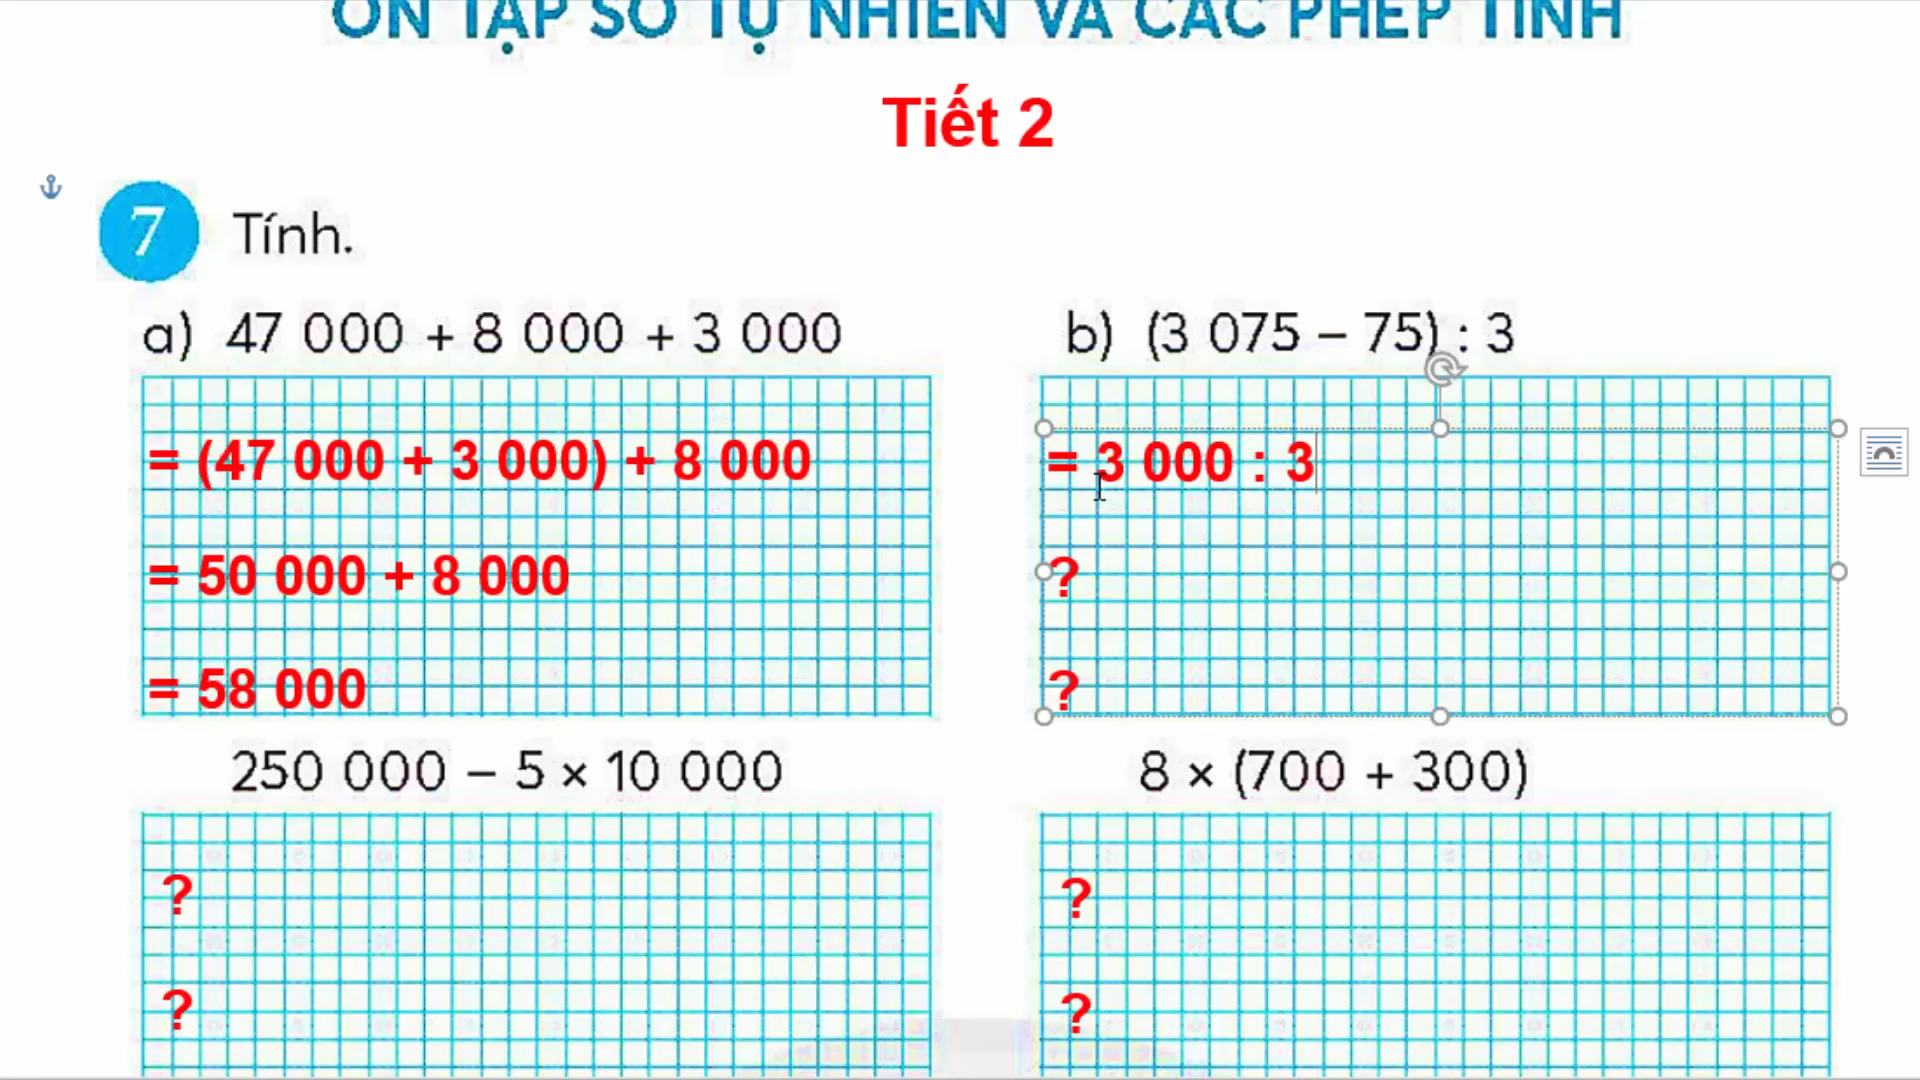 ÔN TẬP SỐ TỰ NHIÊN VÀ CÁC PHÉP TÍNH
Tiết 2
7 Tính.
a) 47 000 + 8 000 + 3 000
= (47 000 + 3 000) + 8 000
= 50 000 + 8 000
= 58 000
b) (3 075 – 75) : 3
= 3 000 : 3
?
?
250 000 – 5 × 10 000
?
?
8 × (700 + 300)
?
?